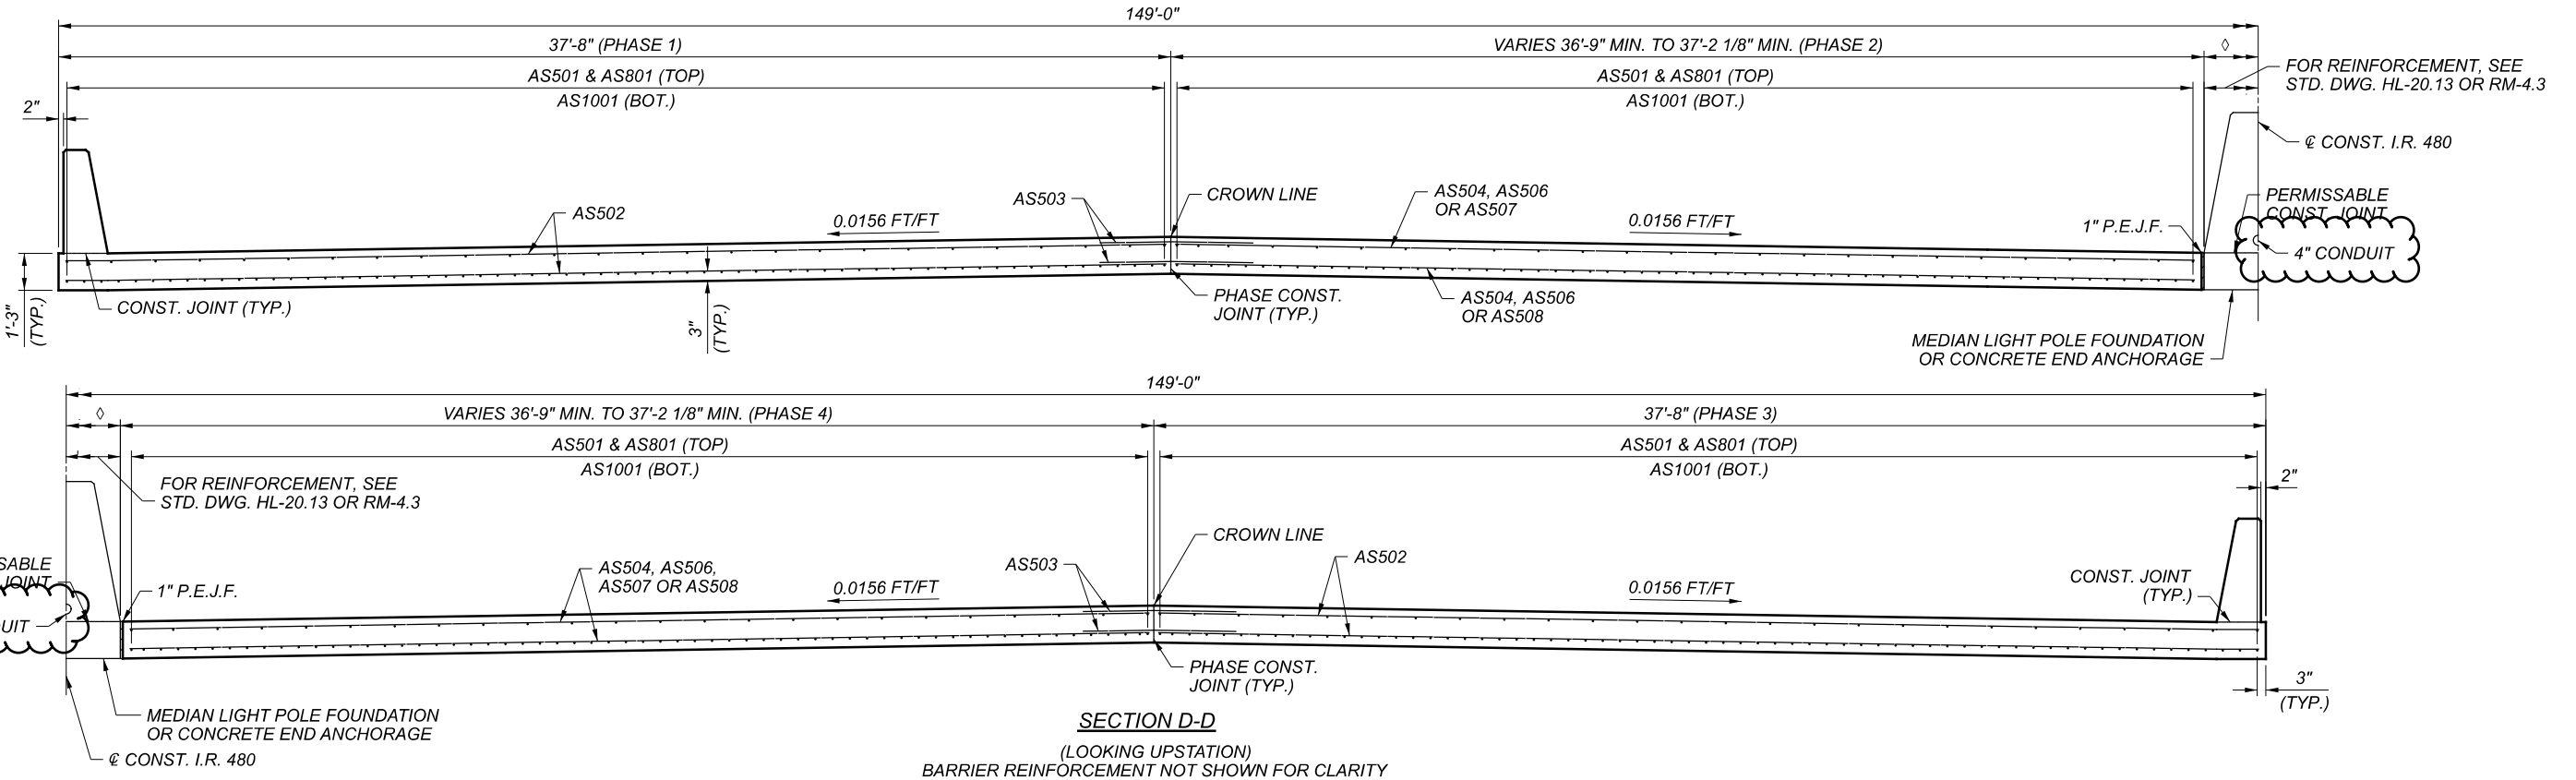 149'-0"
37'-8" (PHASE 1)
VARIES 36'-9" MIN. TO 37'-2 1/8" MIN. (PHASE 2)
◊
AS501 & AS801 (TOP)
AS1001 (BOT.)
AS501 & AS801 (TOP)
AS1001 (BOT.)
FOR REINFORCEMENT, SEE
STD. DWG. HL-20.13 OR RM-4.3
2"
℄ CONST. I.R. 480
AS502
AS503
0.0156 FT/FT
CROWN LINE
AS504, AS506
OR AS507
0.0156 FT/FT
1" P.E.J.F.
PERMISSABLE
CONST. JOINT
4" CONDUIT
1'-3"
(TYP.)
CONST. JOINT (TYP.)
3"
(TYP.)
PHASE CONST.
JOINT (TYP.)
AS504, AS506
OR AS508
MEDIAN LIGHT POLE FOUNDATION
OR CONCRETE END ANCHORAGE
149'-0"
◊
VARIES 36'-9" MIN. TO 37'-2 1/8" MIN. (PHASE 4)
37'-8" (PHASE 3)
AS501 & AS801 (TOP)
AS1001 (BOT.)
AS501 & AS801 (TOP)
AS1001 (BOT.)
FOR REINFORCEMENT, SEE
STD. DWG. HL-20.13 OR RM-4.3
2"
SABLE
JOINT
UIT
1" P.E.J.F.
AS504, AS506,
AS507 OR AS508
0.0156 FT/FT
AS503
CROWN LINE
AS502
0.0156 FT/FT
CONST. JOINT
(TYP.)
PHASE CONST.
JOINT (TYP.)
3"
(TYP.)
MEDIAN LIGHT POLE FOUNDATION
OR CONCRETE END ANCHORAGE
℄ CONST. I.R. 480
SECTION D-D
(LOOKING UPSTATION)
BARRIER REINFORCEMENT NOT SHOWN FOR CLARITY